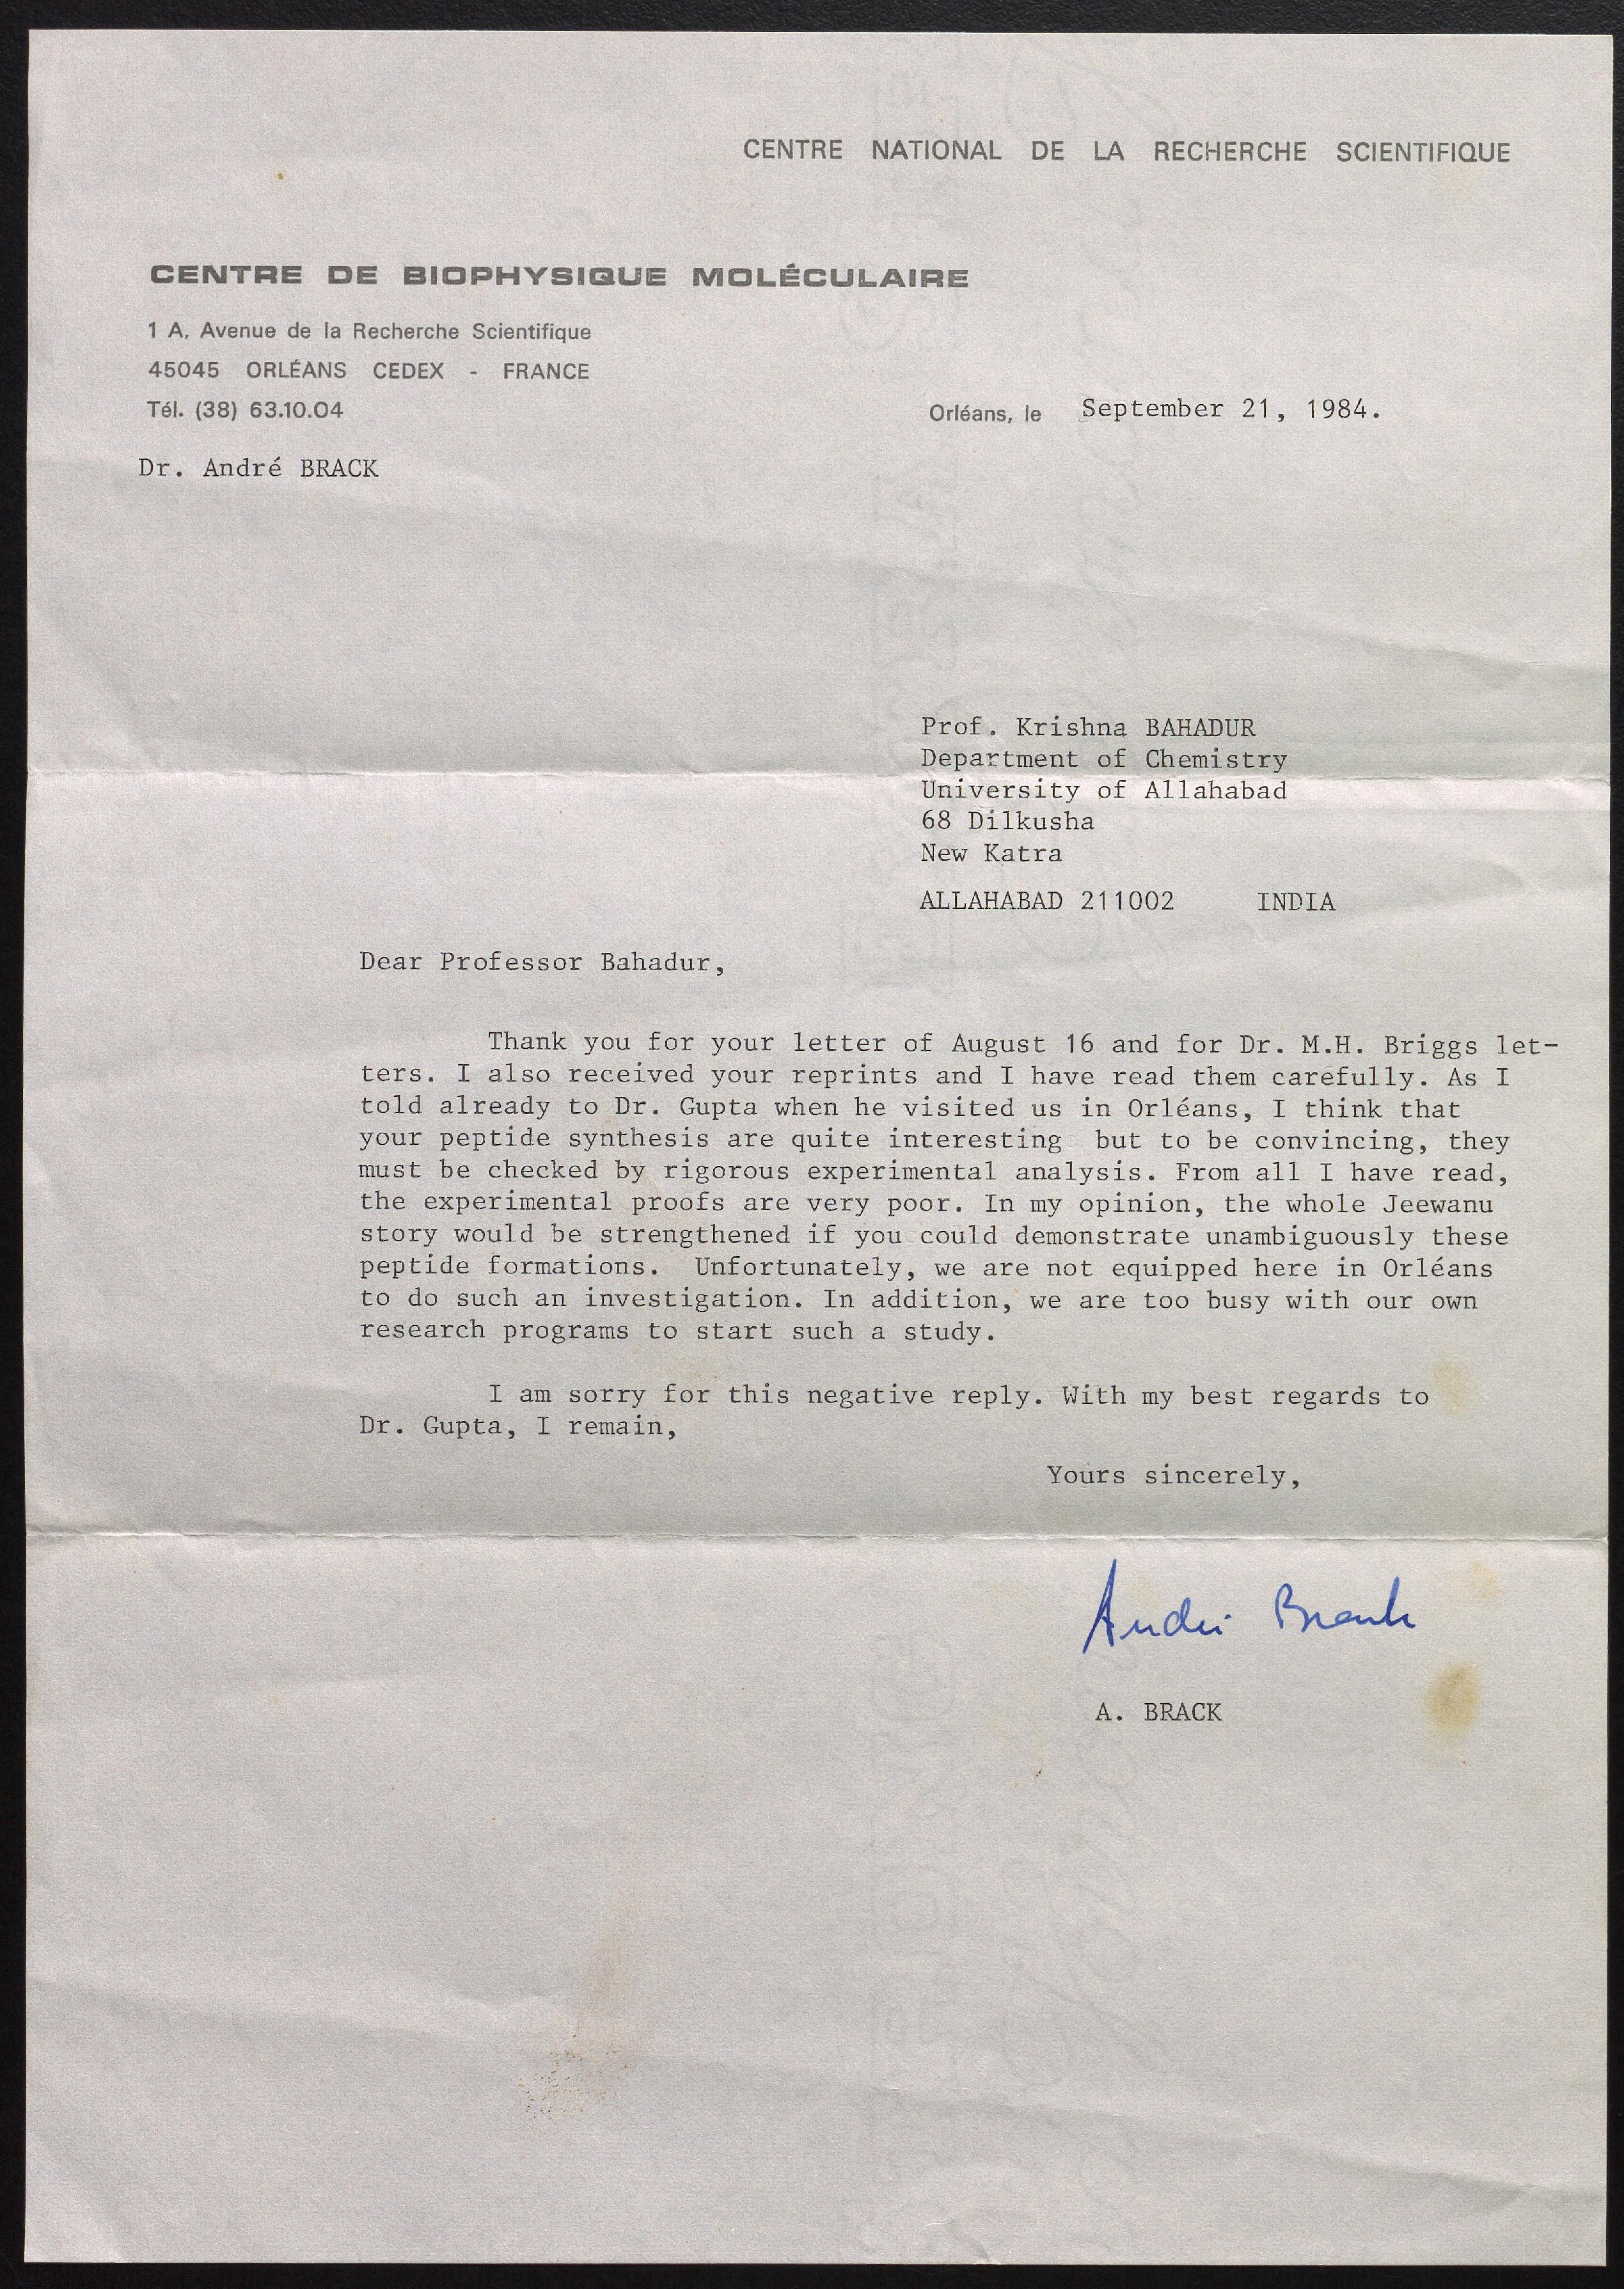 CENTRE NATIONAL DE LA RECHERCHE SCIENTIFIQUE
CENTRE DE BIOPHYSIQUE MOLÉCULAIRE
1 A, Avenue de la Recherche Scientifique
45045 ORLÉANS CEDEX - FRANCE
Tél. (38) 63.10.04
Orléans, le September 21, 1984.
Dr. André BRACK
Prof. Krishna BAHADUR
Department of Chemistry
University of Allahabad
68 Dilkusha
New Katra
ALLAHABAD 211002 INDIA
Dear Professor Bahadur,
Thank you for your letter of August 16 and for Dr. M.H. Briggs let-
ters. I also received your reprints and I have read them carefully. As I
told already to Dr. Gupta when he visited us in Orléans, I think that
your peptide synthesis are quite interesting but to be convincing, they
must be checked by rigorous experimental analysis. From all I have read,
the experimental proofs are very poor. In my opinion, the whole Jeewanu
story would be strengthened if you could demonstrate unambiguously these
peptide formations. Unfortunately, we are not equipped here in Orléans
to do such an investigation. In addition, we are too busy with our own
research programs to start such a study.
I am sorry for this negative reply. With my best regards to
Dr. Gupta, I remain,
Yours sincerely,
André Brack
A. BRACK